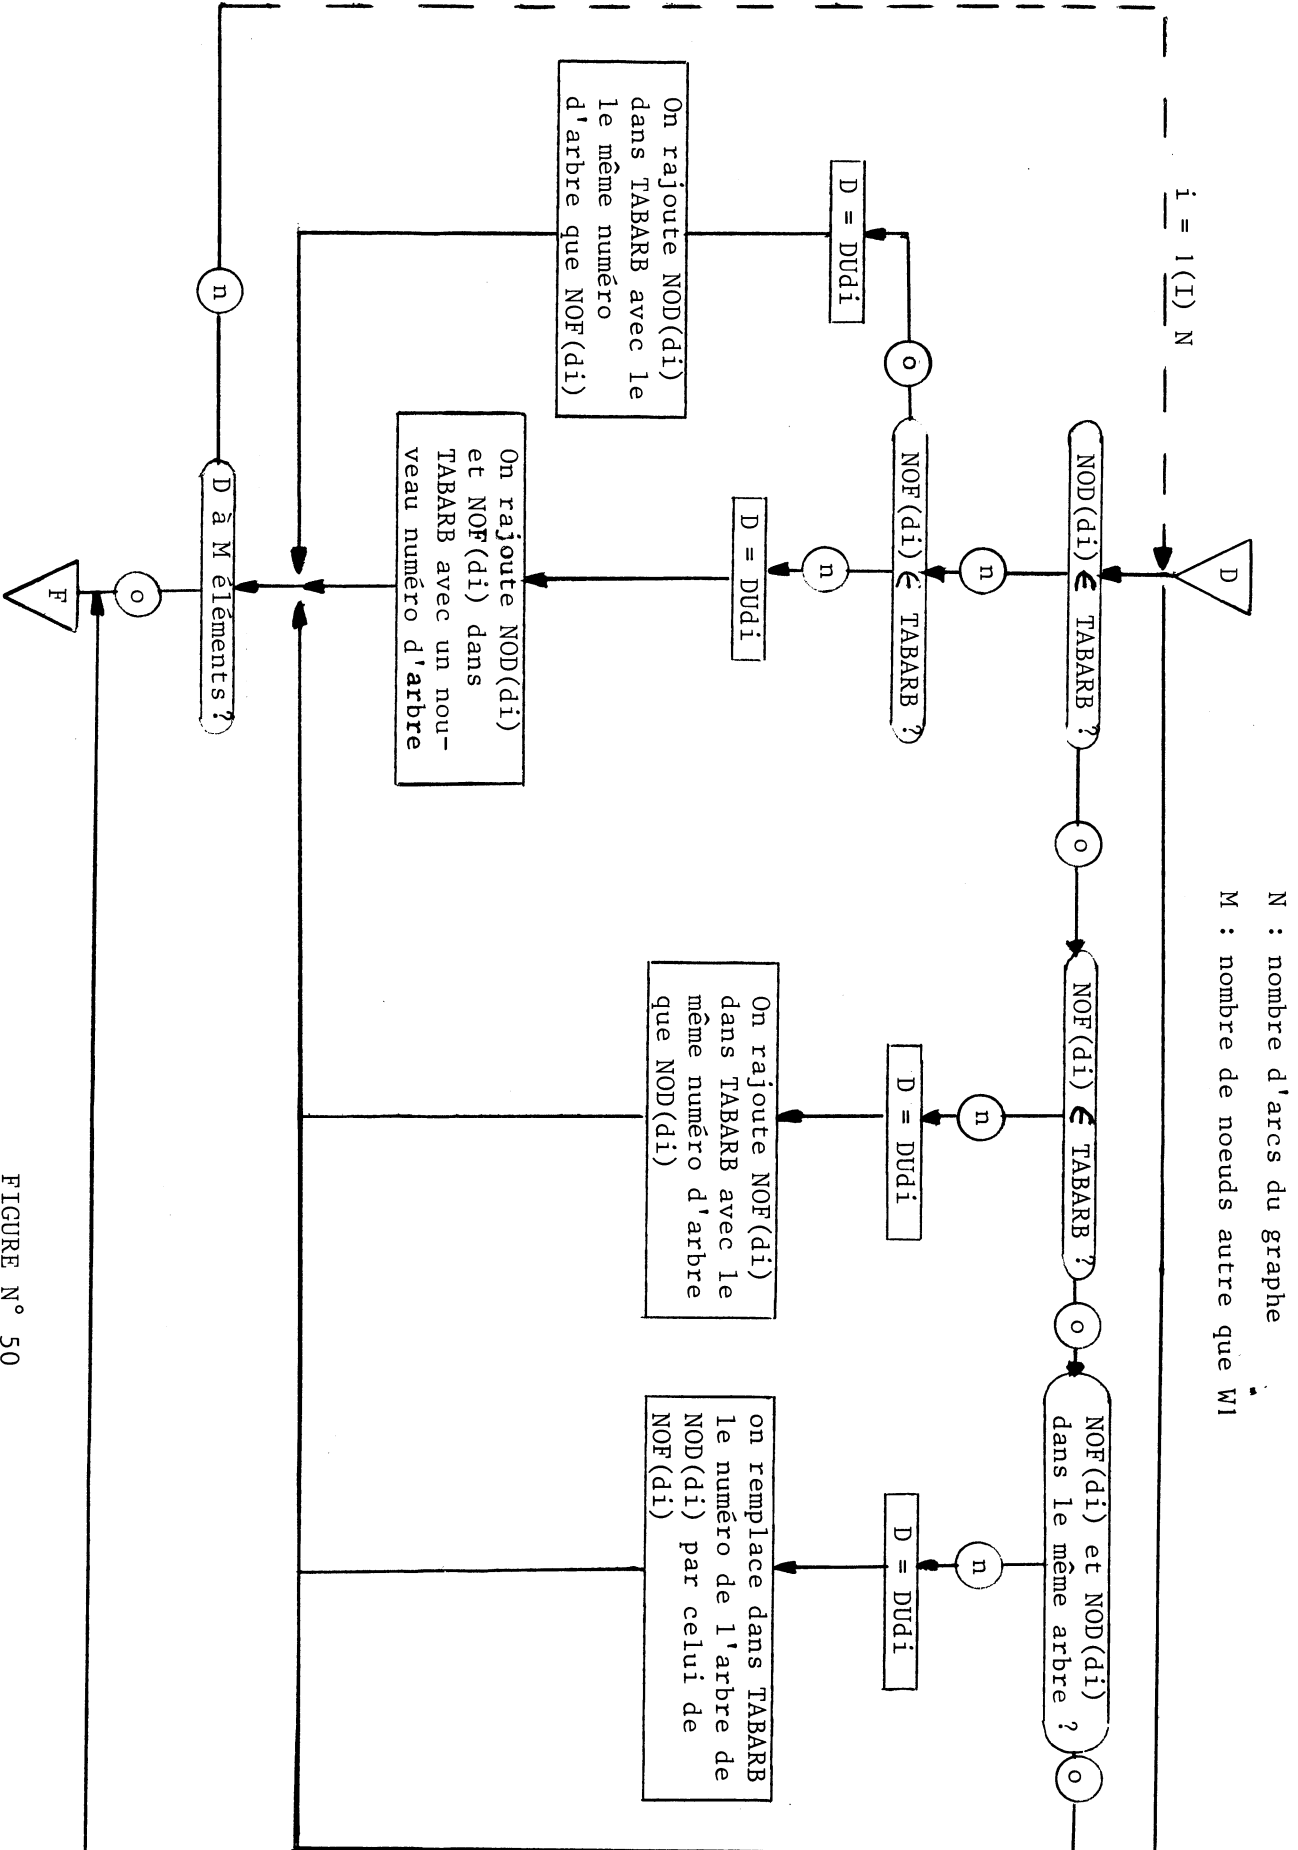 N : nombre d'arcs du graphe
M : nombre de noeuds autre que W1
i = 1(I) N
D
NOD(di) ∈ TABARB ?
o
NOF(di) ∈ TABARB ?
o
NOF(di) et NOD(di)
dans le même arbre ?
o
n
n
n
o
NOF(di) ∈ TABARB ?
D = DUdi
n
D = DUdi
D = DUdi
D = DUdi
On rajoute NOD(di)
dans TABARB avec le
le même numéro
d'arbre que NOF(di)
On rajoute NOD(di)
et NOF(di) dans
TABARB avec un nou-
veau numéro d'arbre
On rajoute NOF(di)
dans TABARB avec le
même numéro d'arbre
que NOD(di)
on remplace dans TABARB
le numéro de l'arbre de
NOD(di) par celui de
NOF(di)
n
D à M éléments ?
o
F
FIGURE N° 50